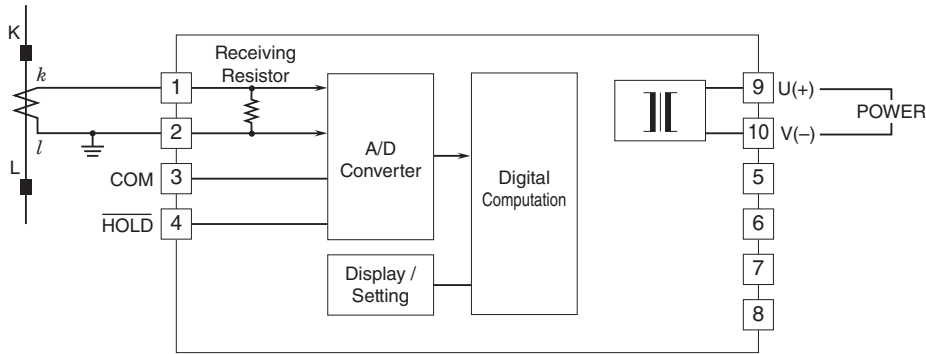 K
k
l
L
COM
HOLD
1
2
3
4
Receiving
Resistor
A/D
Converter
Display /
Setting
Digital
Computation
9 U(+)
10 V(–)
POWER
5
6
7
8